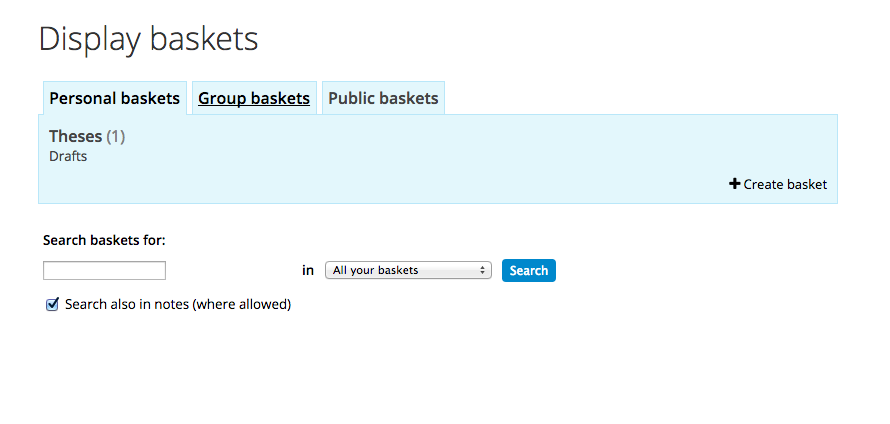 Display baskets
Personal baskets Group baskets Public baskets
Theses (1)
Drafts
Create basket
Search baskets for:
in All your baskets Search
Search also in notes (where allowed)